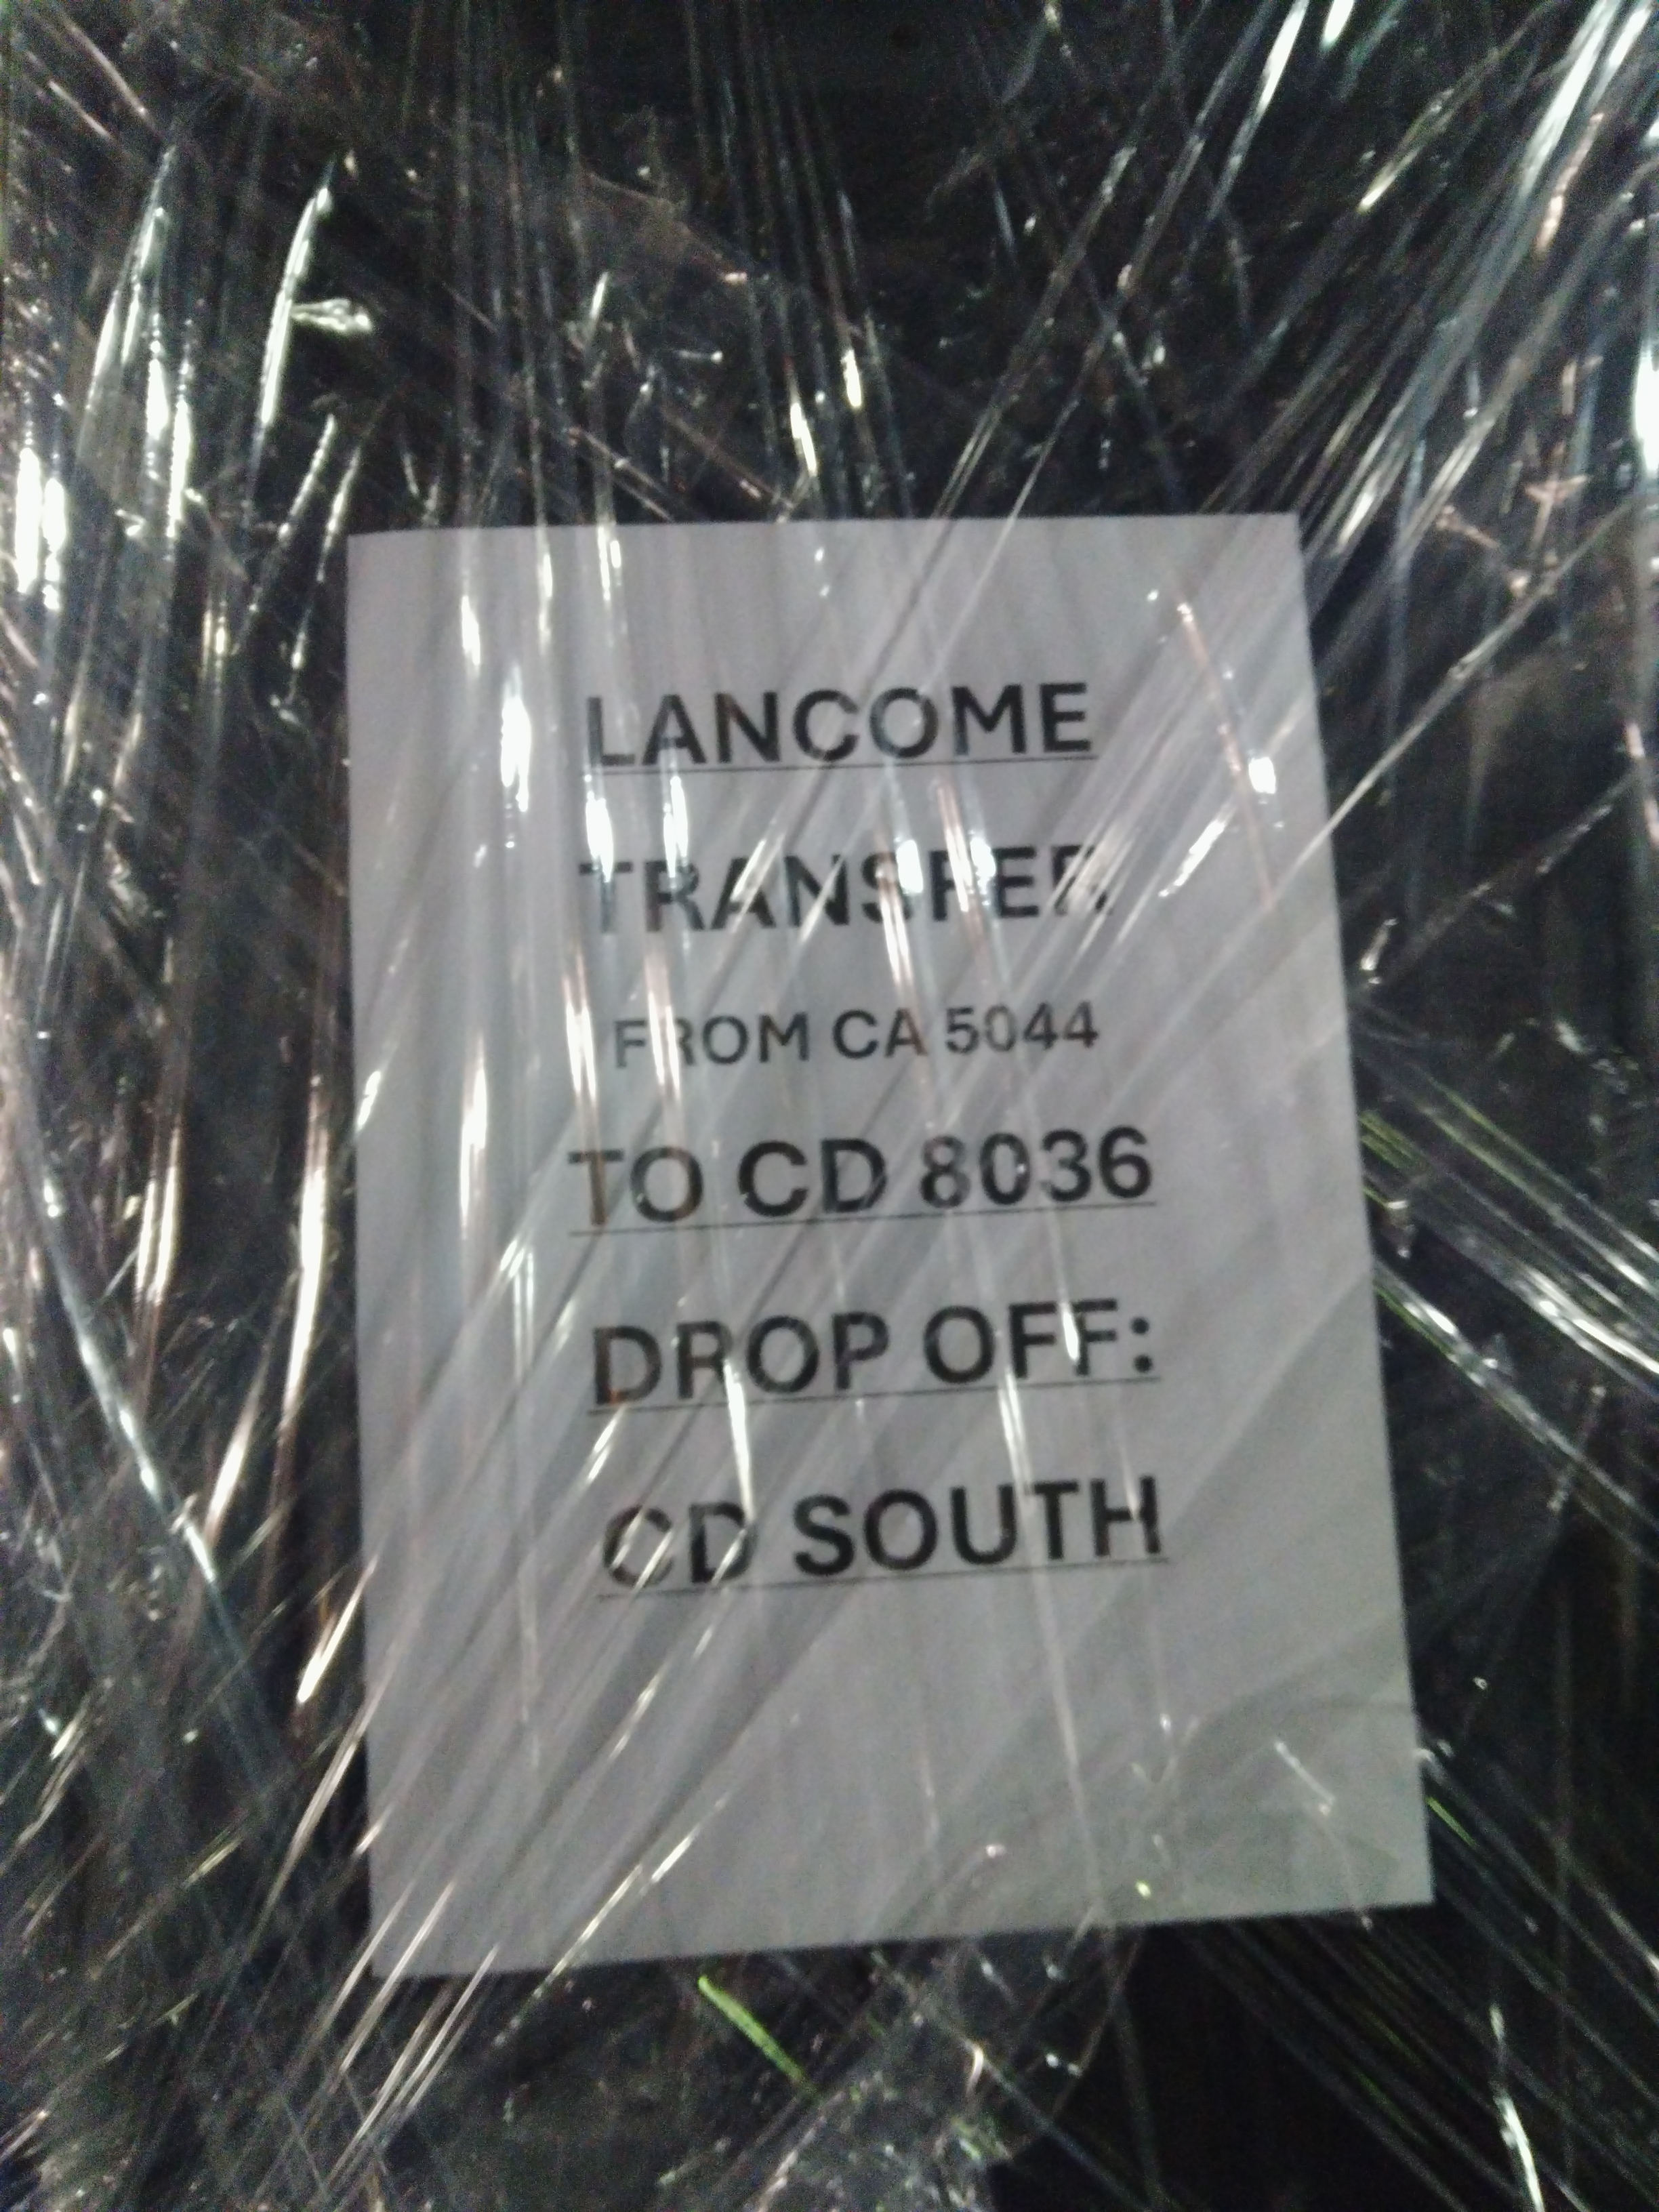 LANCOME
TRANSFER
FROM CA 5044
TO CD 8036
DROP OFF:
CD SOUTH